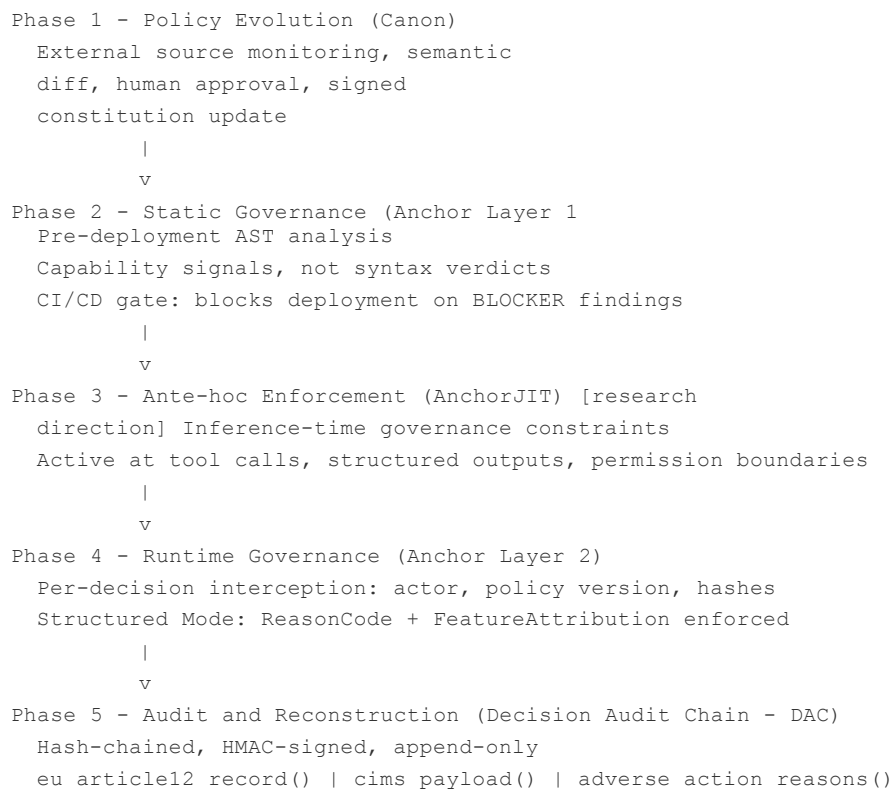 Phase 1 - Policy Evolution (Canon)
External source monitoring, semantic
diff, human approval, signed
constitution update
|
v
Phase 2 - Static Governance (Anchor Layer 1
Pre-deployment AST analysis
Capability signals, not syntax verdicts
CI/CD gate: blocks deployment on BLOCKER findings
|
v
Phase 3 - Ante-hoc Enforcement (AnchorJIT) [research
direction] Inference-time governance constraints
Active at tool calls, structured outputs, permission boundaries
|
v
Phase 4 - Runtime Governance (Anchor Layer 2)
Per-decision interception: actor, policy version, hashes
Structured Mode: ReasonCode + FeatureAttribution enforced
|
v
Phase 5 - Audit and Reconstruction (Decision Audit Chain - DAC)
Hash-chained, HMAC-signed, append-only
eu article12 record() | cims payload() | adverse action reasons()